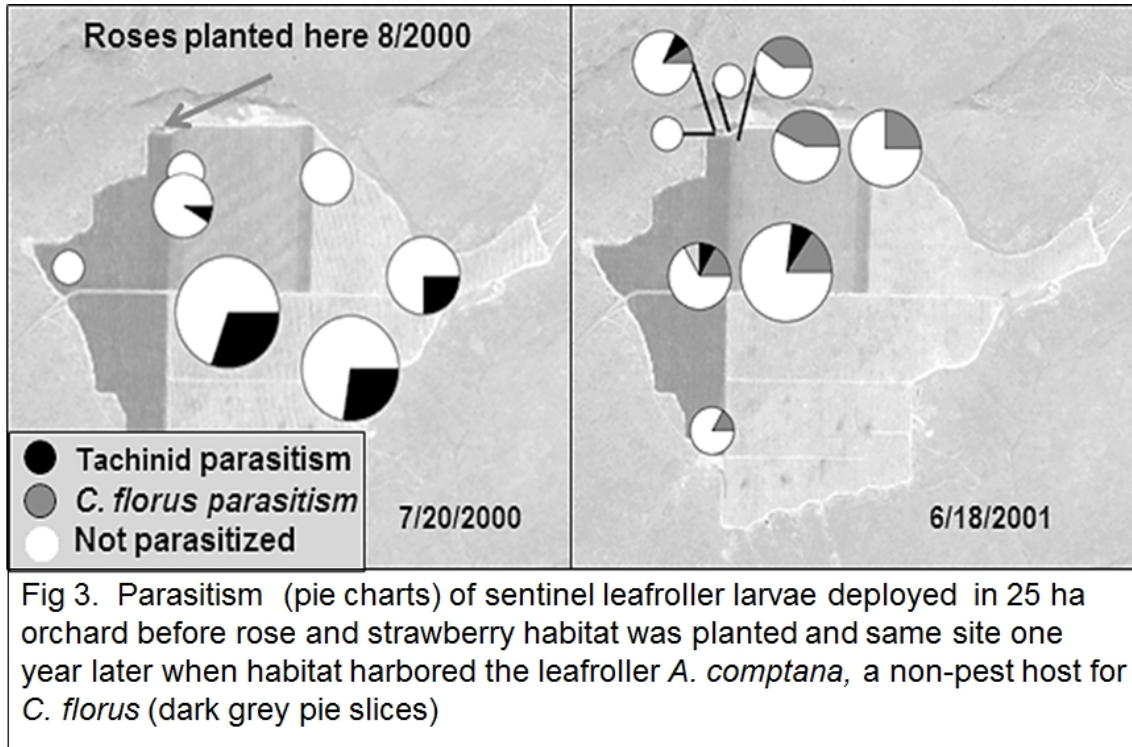 Roses planted here 8/2000
Tachinid parasitism
C. florus parasitism
Not parasitized
7/20/2000
6/18/2001
Fig 3. Parasitism (pie charts) of sentinel leafroller larvae deployed in 25 ha
orchard before rose and strawberry habitat was planted and same site one
year later when habitat harbored the leafroller A. comptana, a non-pest host for
C. florus (dark grey pie slices)